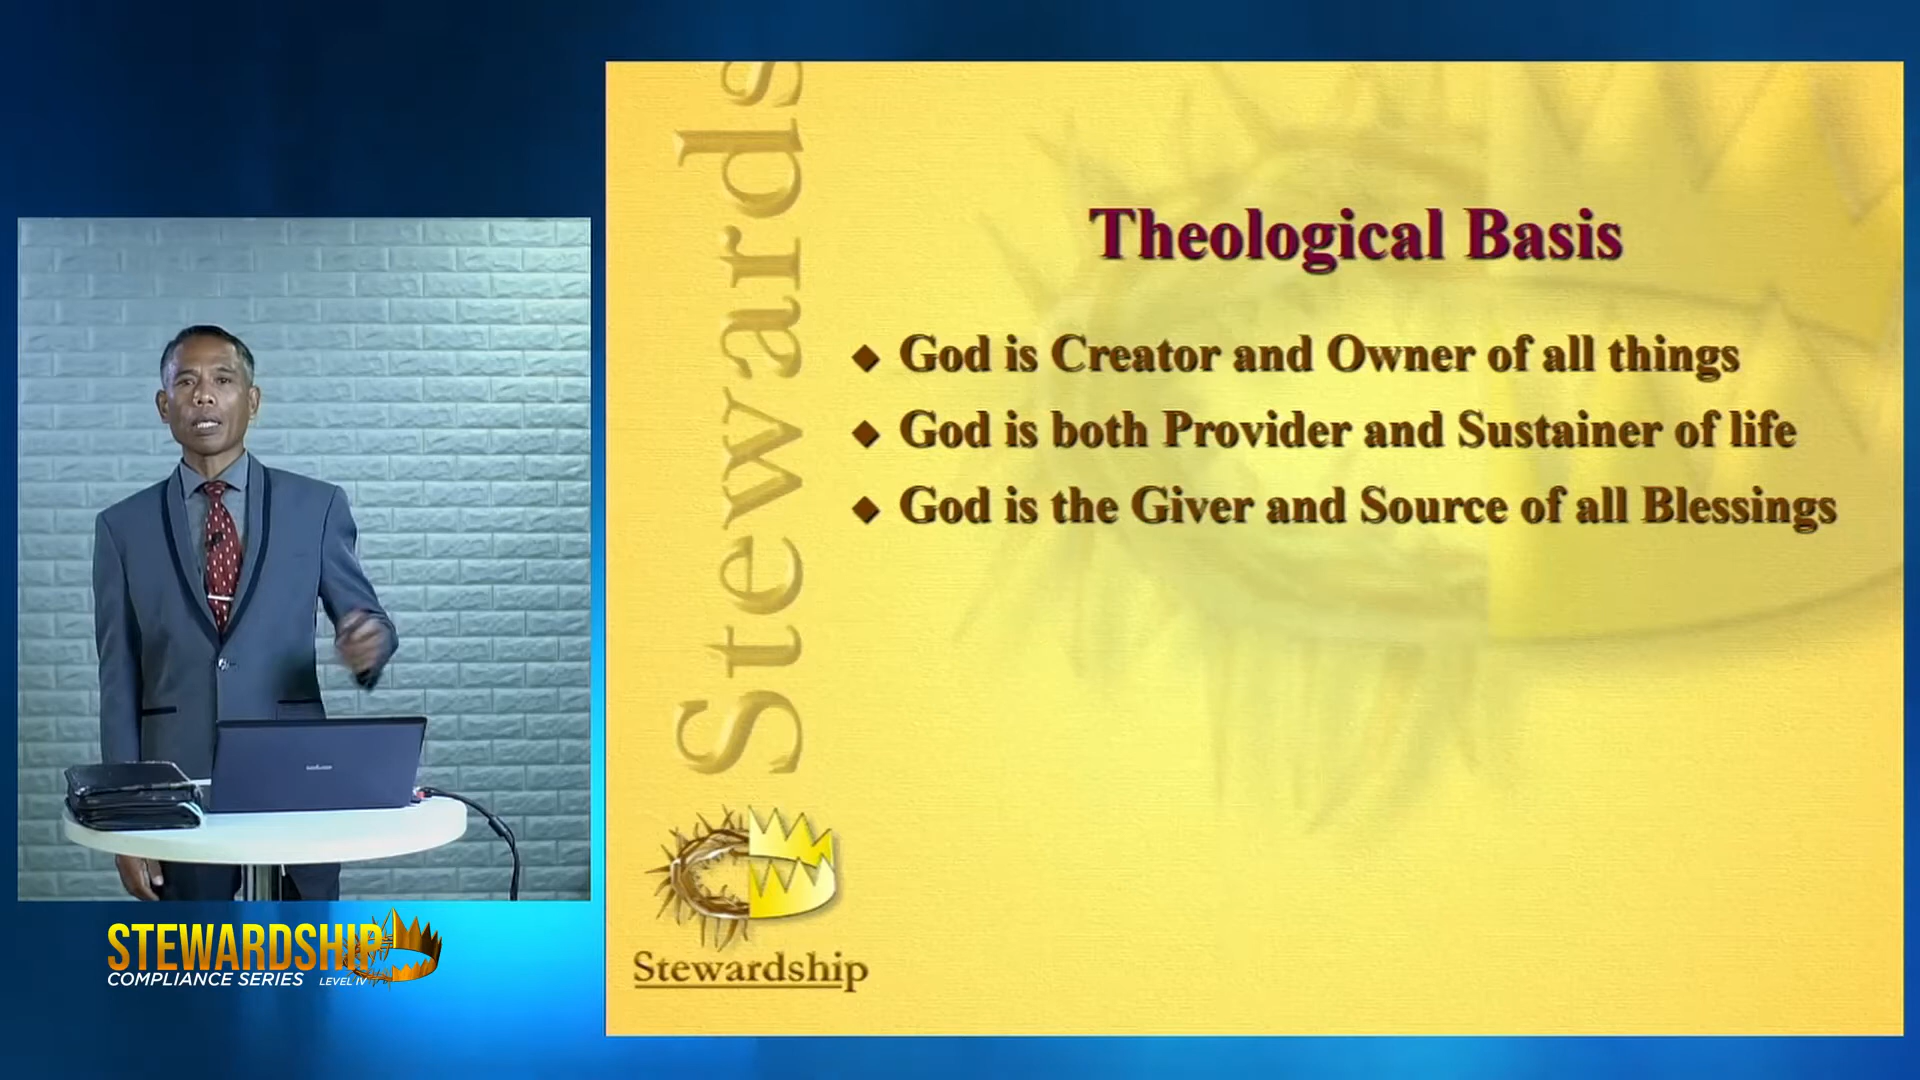 Stewards
Theological Basis
God is Creator and Owner of all things
God is both Provider and Sustainer of life
God is the Giver and Source of all Blessings
Stewardship
STEWARDSHIP
COMPLIANCE SERIES LEVEL IV